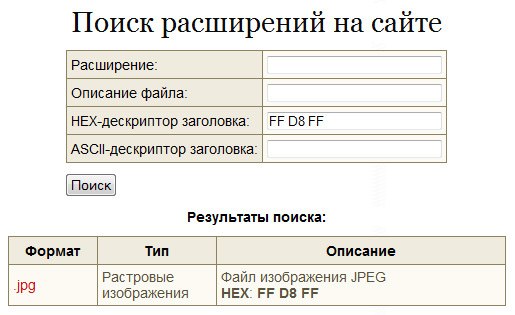 Поиск расширений на сайте
Расширение:
Описание файла:
HEX-дескриптор заголовка: FF D8 FF
ASCII-дескриптор заголовка:
Поиск
Результаты поиска:
Формат Тип Описание
.jpg Растровые изображения Файл изображения JPEG
HEX: FF D8 FF